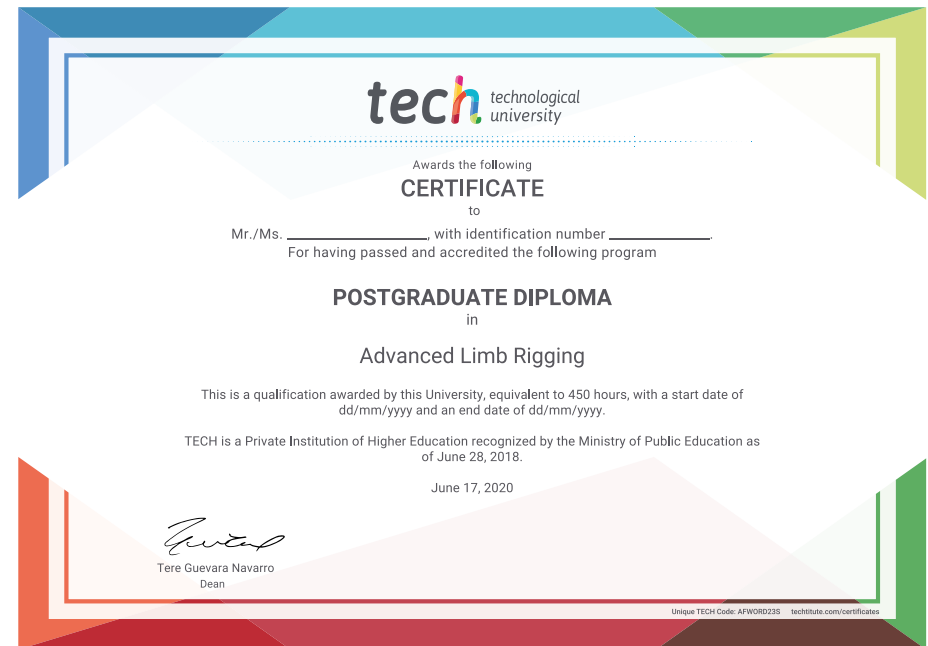 tech technological
university
Awards the following
CERTIFICATE
to
Mr./Ms. ____________________, with identification number ______________.
For having passed and accredited the following program
POSTGRADUATE DIPLOMA
in
Advanced Limb Rigging
This is a qualification awarded by this University, equivalent to 450 hours, with a start date of
dd/mm/yyyy and an end date of dd/mm/yyyy.
TECH is a Private Institution of Higher Education recognized by the Ministry of Public Education as
of June 28, 2018.
June 17, 2020
Tere Guevara Navarro
Dean
Unique TECH Code: AFWORD23S techtitute.com/certificates